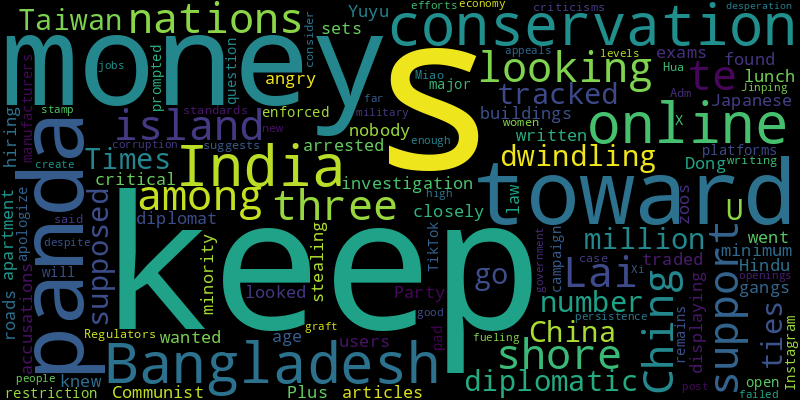 Taiwan nations sets Yuyu efforts economy criticisms desperation
money s conservation
jobs prompted question angry consider nobody
appeals levels exams found Hua
Miao major looking te lunch
manufacturers hiring stamp standards far military enough
tracked Adm Jinping Japanese
island enforced new women buildings online X platforms
panda Times India arrested written dwindling Dong writing
create corruption suggests critical among three investigation
toward zoos law U
apartment apologize said supposed diplomat closely high
keep minority stealing looked TikTok go campaign million went
roads despite will Party government case Lai number minimum Hindu
accusations Xi traded openings gangs
wanted age users good China Ching remains displaying support ties
Regulators graft pad fueling persistence
people knew Bangladesh shore
restriction Communist Plus articles diplomatic post open failed Instagram